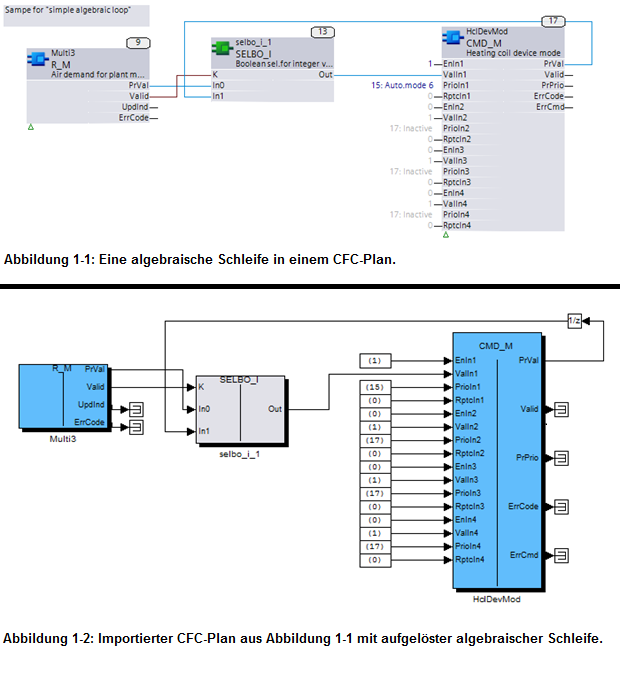 Sampe for "simple algebraic loop"
9
Multi3
R_M
Air demand for plant m...
PrVal
Valid
UpdInd
ErrCode
13
selbo_i_1
SELBO_I
Boolean sel.for integer v...
K
Out
In0
In1
17
HclDevMod
CMD_M
Heating coil device mode
1 EnIn1 PrVal
ValIn1 Valid
15: Auto.mode 6 PrioIn1 PrPrio
0 RptcIn1 ErrCode
0 EnIn2 ErrCmd
1 ValIn2
17: Inactive PrioIn2
0 RptcIn2
0 EnIn3
1 ValIn3
17: Inactive PrioIn3
0 RptcIn3
0 EnIn4
1 ValIn4
17: Inactive PrioIn4
0 RptcIn4
Abbildung 1-1: Eine algebraische Schleife in einem CFC-Plan.
1/z
R_M
PrVal
Valid
UpdInd
ErrCode
Multi3
SELBO_I
K
In0
Out
In1
selbo_i_1
CMD_M
(1) EnIn1 PrVal
ValIn1
(15) PrioIn1
(0) RptcIn1
(0) EnIn2 Valid
(1) ValIn2
(17) PrioIn2
(0) RptcIn2 PrPrio
(0) EnIn3
(1) ValIn3
(17) PrioIn3
(0) RptcIn3 ErrCode
(0) EnIn4
(1) ValIn4
(17) PrioIn4 ErrCmd
(0) RptcIn4
HclDevMod
Abbildung 1-2: Importierter CFC-Plan aus Abbildung 1-1 mit aufgelöster algebraischer Schleife.